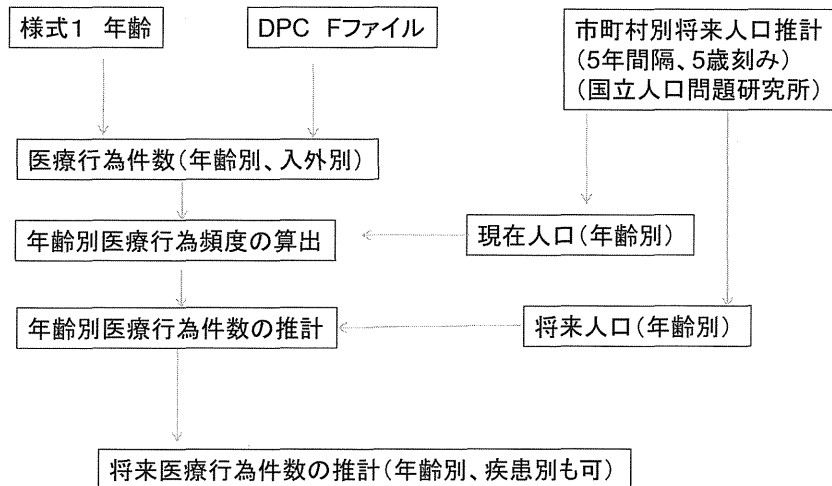 様式1 年齢
DPC Fファイル
市町村別将来人口推計
(5年間隔、5歳刻み)
(国立人口問題研究所)
医療行為件数(年齢別、入外別)
年齢別医療行為頻度の算出
現在人口(年齢別)
年齢別医療行為件数の推計
将来人口(年齢別)
将来医療行為件数の推計(年齢別、疾患別も可)